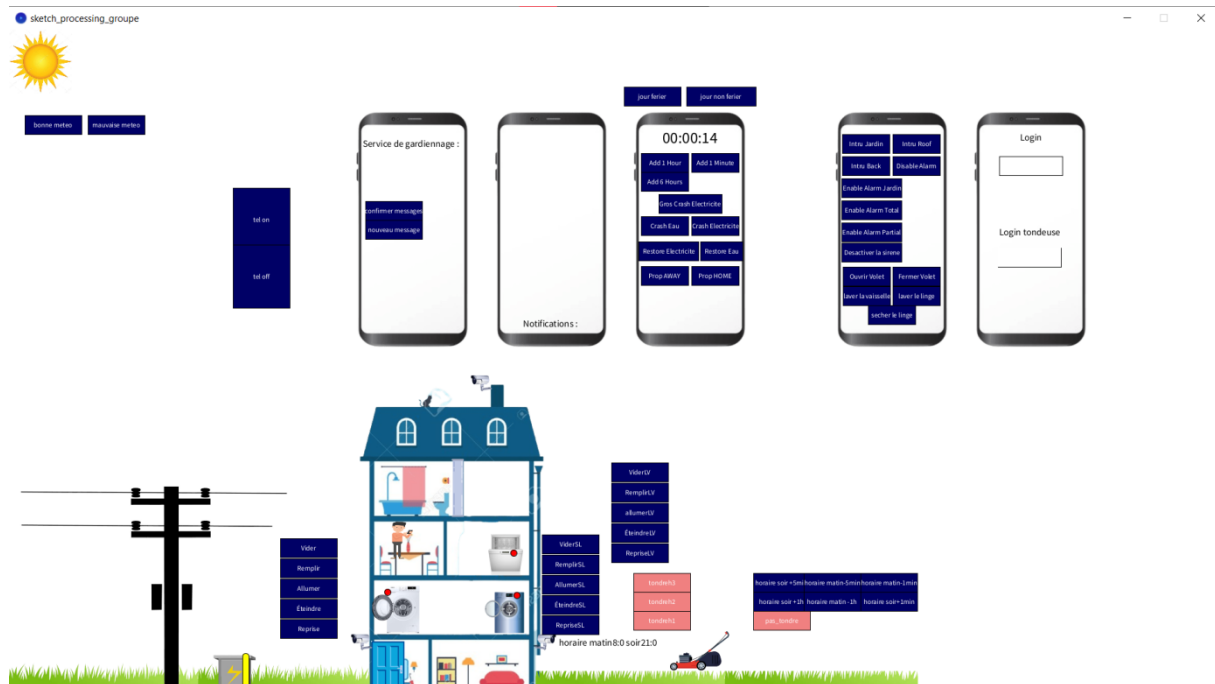 sketch_processing_groupe
jour ferier
jour non ferier
bonne meteo
mauvaise meteo
tel on
tel off
Service de gardiennage :
confirmer messages
nouveau message
Notifications :
00:00:14
Add 1 Hour
Add 1 Minute
Add 6 Hours
Gros Crash Electricite
Crash Eau
Crash Electricite
Restore Electricite
Restore Eau
Prop AWAY
Prop HOME
Intru Jardin
Intru Roof
Intru Back
Disable Alarm
Enable Alarm Jardin
Enable Alarm Total
Enable Alarm Partial
Desactiver la sirene
Ouvrir Volet
Fermer Volet
laver la vaisselle
laver le linge
secher le linge
Login
Login tondeuse
ViderLV
RemplirLV
allumerLV
ÉteindreLV
RepriseLV
Vider
Remplir
Allumer
Éteindre
Reprise
ViderSL
RemplirSL
AllumerSL
ÉteindreSL
RepriseSL
tondreh3
tondreh2
tondreh1
horaire soir +5mi
horaire matin-5min
horaire matin-1min
horaire soir +1h
horaire matin -1h
horaire soir+1min
pas_tondre
horaire matin8:0 soir21:0